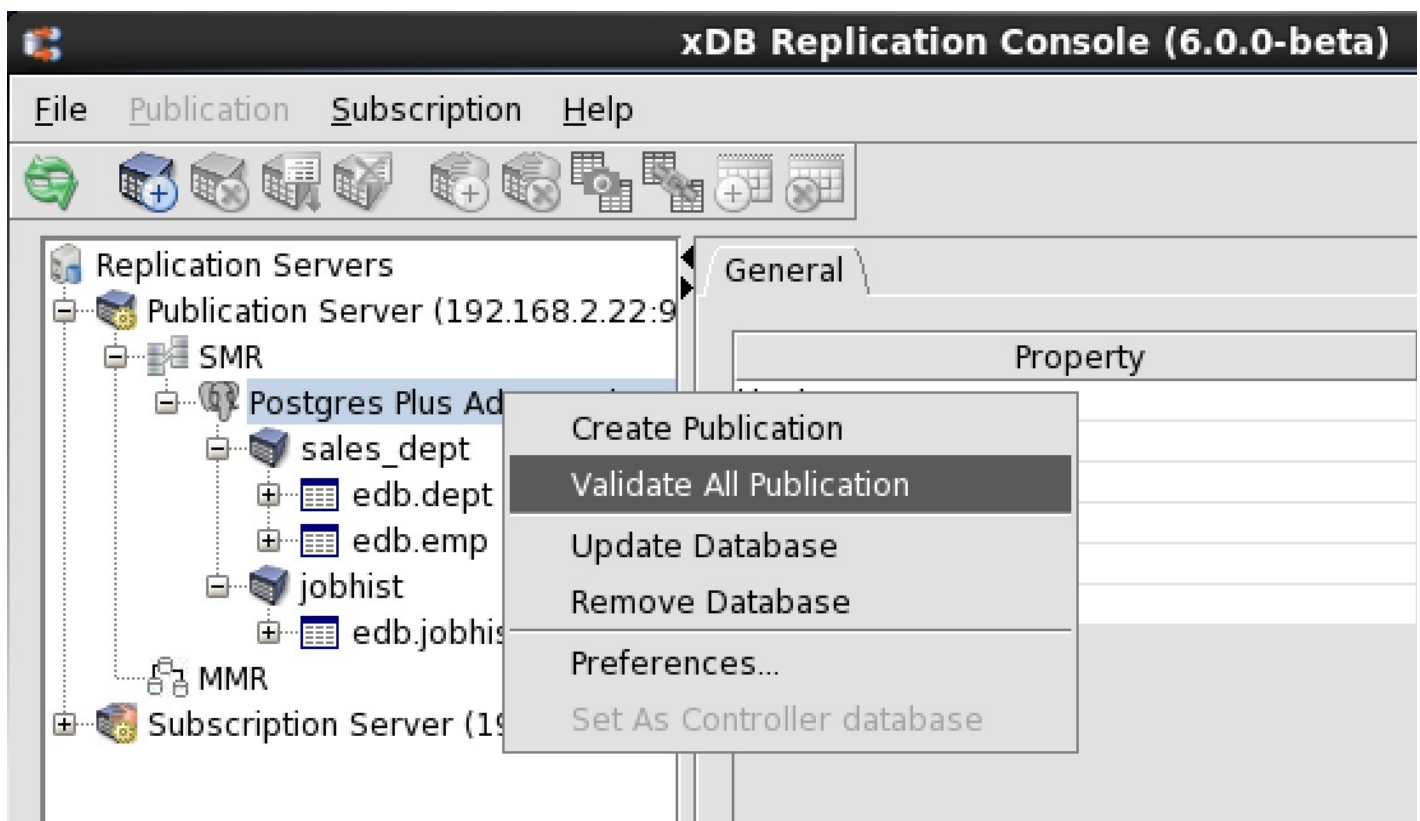 xDB Replication Console (6.0.0-beta)
File Publication Subscription Help
Replication Servers
Publication Server (192.168.2.22:9
SMR
Postgres Plus Ad
sales_dept
edb.dept
edb.emp
jobhist
edb.jobhis
MMR
Subscription Server (19
General
Property
Create Publication
Validate All Publication
Update Database
Remove Database
Preferences...
Set As Controller database